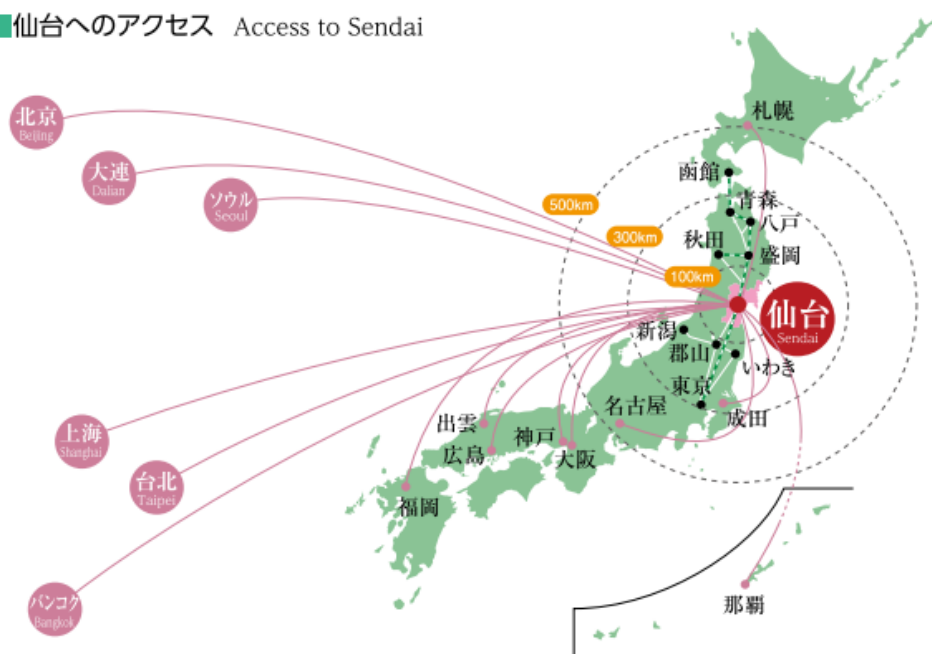 仙台へのアクセス Access to Sendai
北京
Beijing
大連
Dalian
ソウル
Seoul
札幌
函館
500km
青森
八戸
300km
秋田
盛岡
100km
仙台
Sendai
新潟
郡山
いわき
東京
名古屋
成田
出雲
神戸
広島
大阪
上海
Shanghai
台北
Taipei
福岡
バンコク
Bangkok
那覇